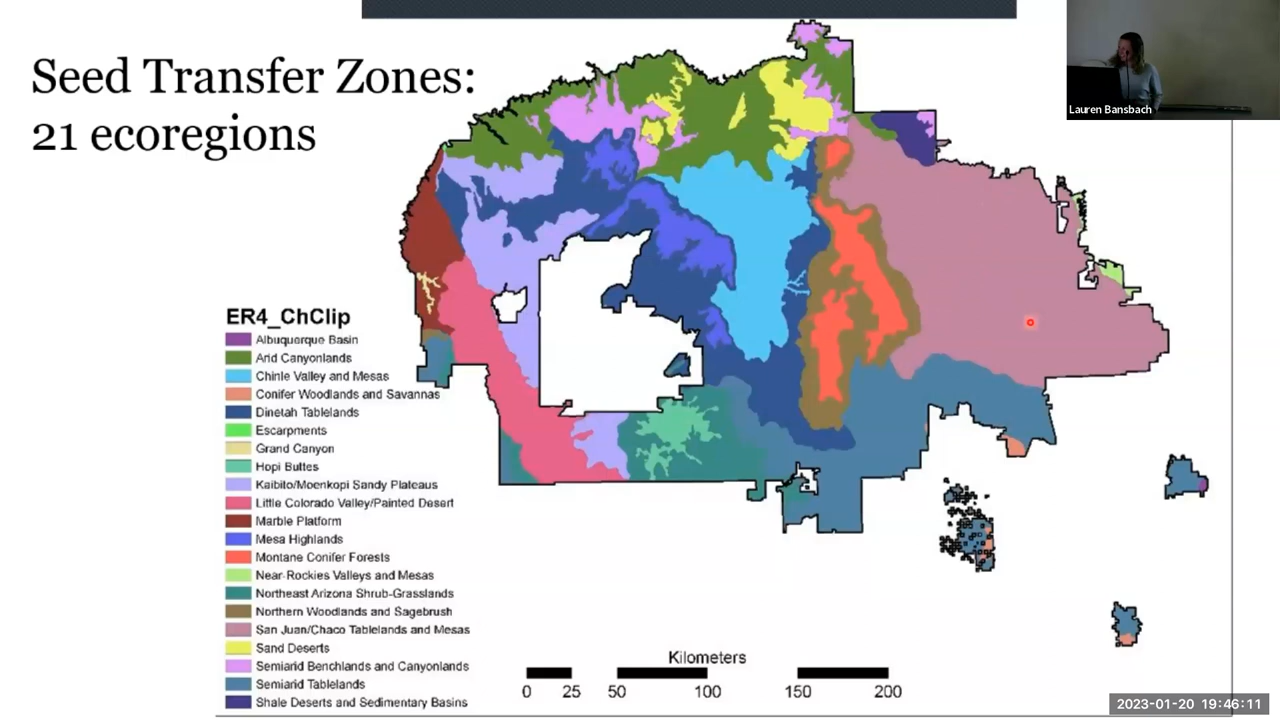 Seed Transfer Zones:
21 ecoregions
Lauren Bansbach
ER4_ChClip
Albuquerque Basin
Arid Canyonlands
Chinle Valley and Mesas
Conifer Woodlands and Savannas
Dinetah Tablelands
Escarpments
Grand Canyon
Hopi Buttes
Kaibito/Moenkopi Sandy Plateaus
Little Colorado Valley/Painted Desert
Marble Platform
Mesa Highlands
Montane Conifer Forests
Near-Rockies Valleys and Mesas
Northeast Arizona Shrub-Grasslands
Northern Woodlands and Sagebrush
San Juan/Chaco Tablelands and Mesas
Sand Deserts
Semiarid Benchlands and Canyonlands
Semiarid Tablelands
Shale Deserts and Sedimentary Basins
Kilometers
0 25 50 100 150 200
2023-01-20 19:46:11